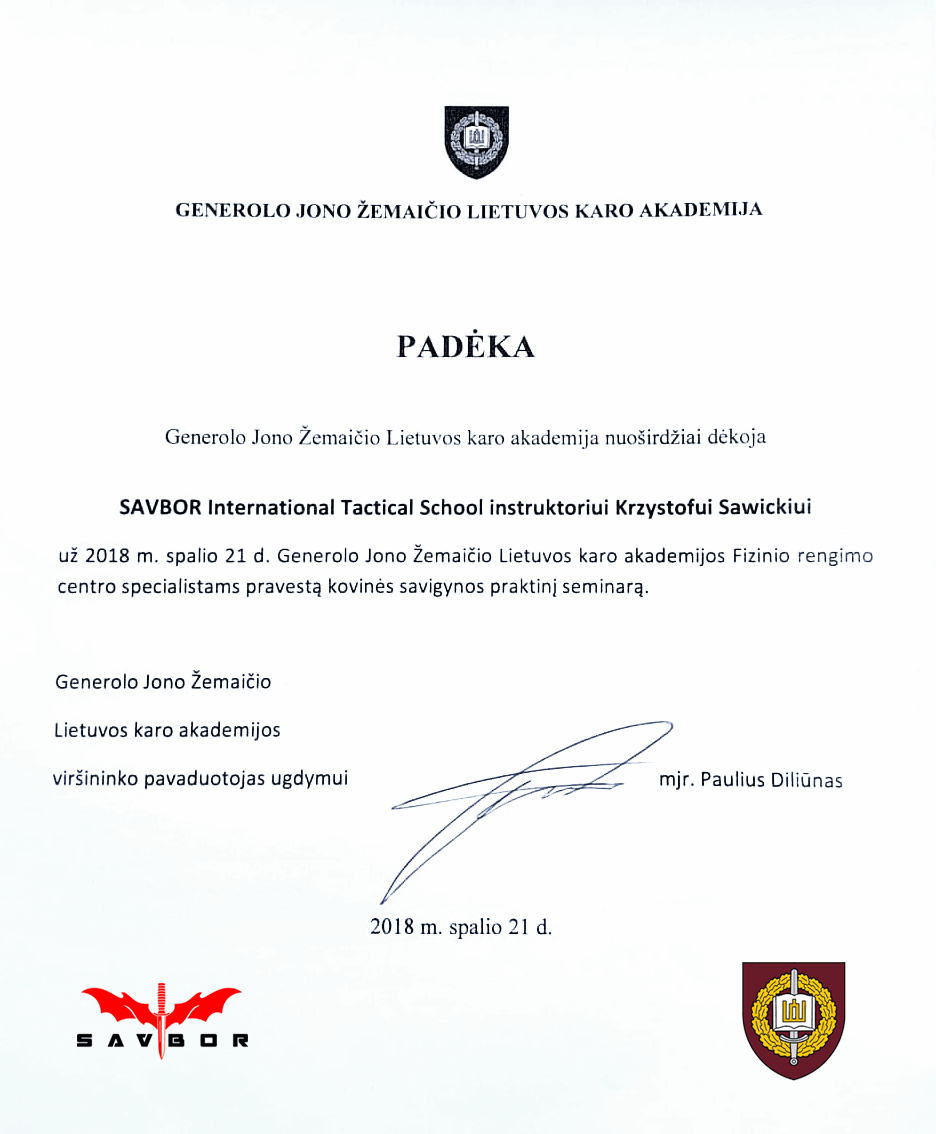 GENEROLO JONO ŽEMAIČIO LIETUVOS KARO AKADEMIJA
PADĖKA
Generolo Jono Žemaičio Lietuvos karo akademija nuoširdžiai dėkoja
SAVBOR International Tactical School instruktoriui Krzystofui Sawickiui
už 2018 m. spalio 21 d. Generolo Jono Žemaičio Lietuvos karo akademijos Fizinio rengimo
centro specialistams pravestą kovinės savigynos praktinį seminarą.
Generolo Jono Žemaičio
Lietuvos karo akademijos
viršininko pavaduotojas ugdymui
mjr. Paulius Diliūnas
2018 m. spalio 21 d.
SAVBOR